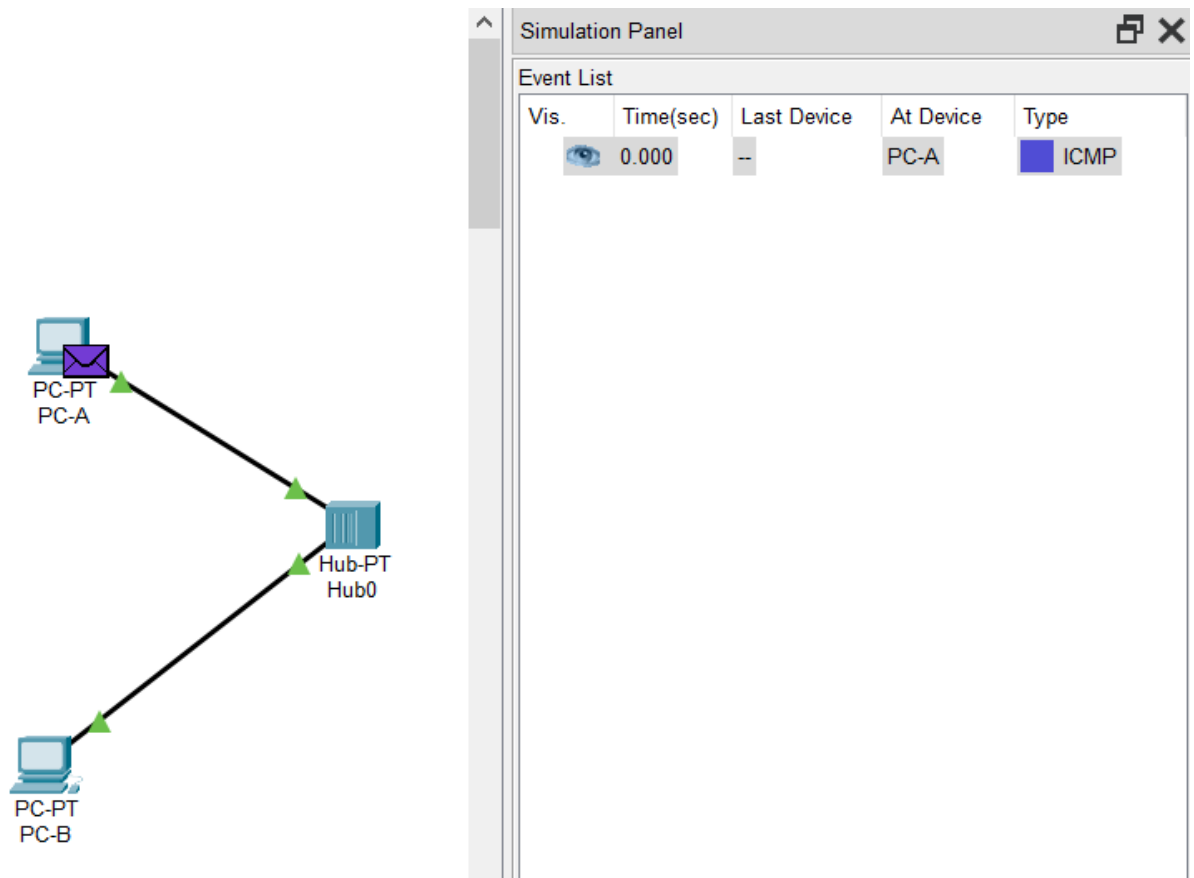 Simulation Panel
Event List
Vis. Time(sec) Last Device At Device Type
0.000 -- PC-A ICMP
PC-PT
PC-A
Hub-PT
Hub0
PC-PT
PC-B